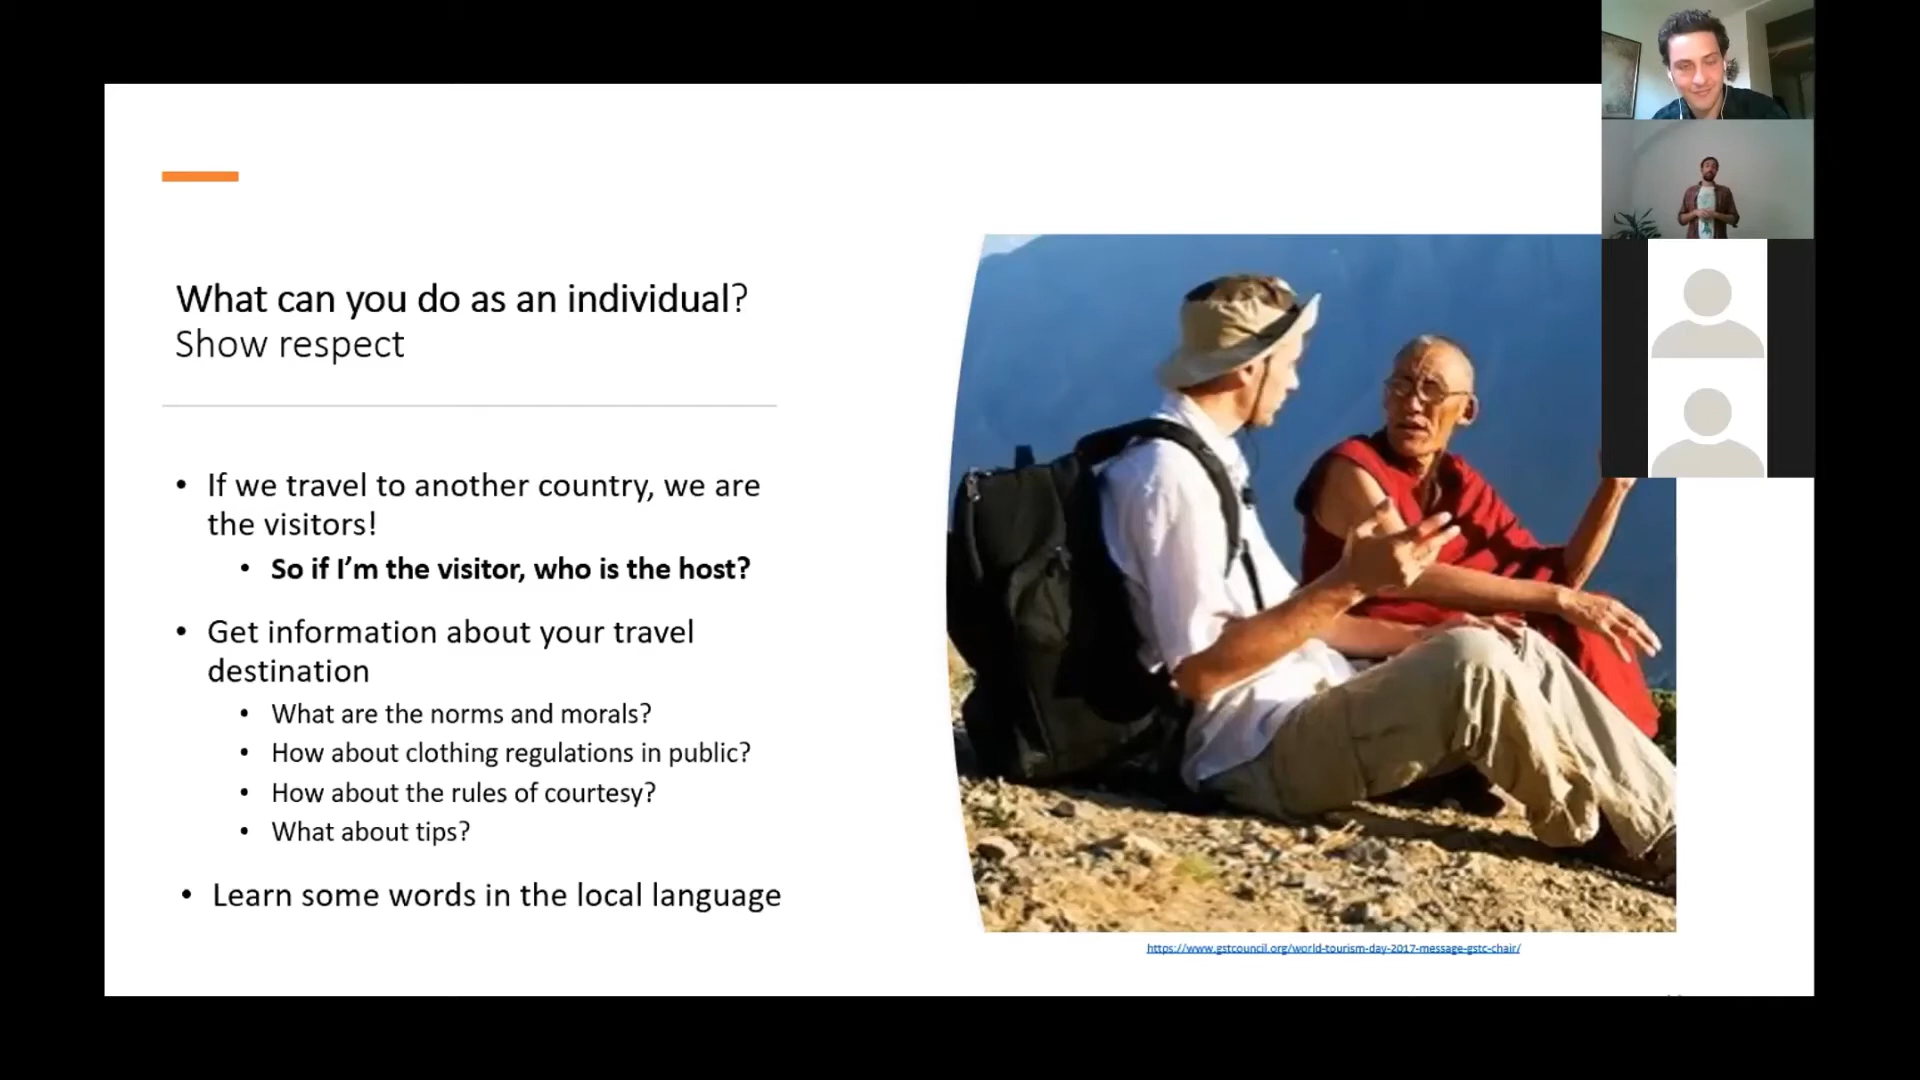 What can you do as an individual?
Show respect
• If we travel to another country, we are
the visitors!
• So if I’m the visitor, who is the host?
• Get information about your travel
destination
• What are the norms and morals?
• How about clothing regulations in public?
• How about the rules of courtesy?
• What about tips?
• Learn some words in the local language
https://www.gstcouncil.org/world-tourism-day-2017-message-gstc-chair/